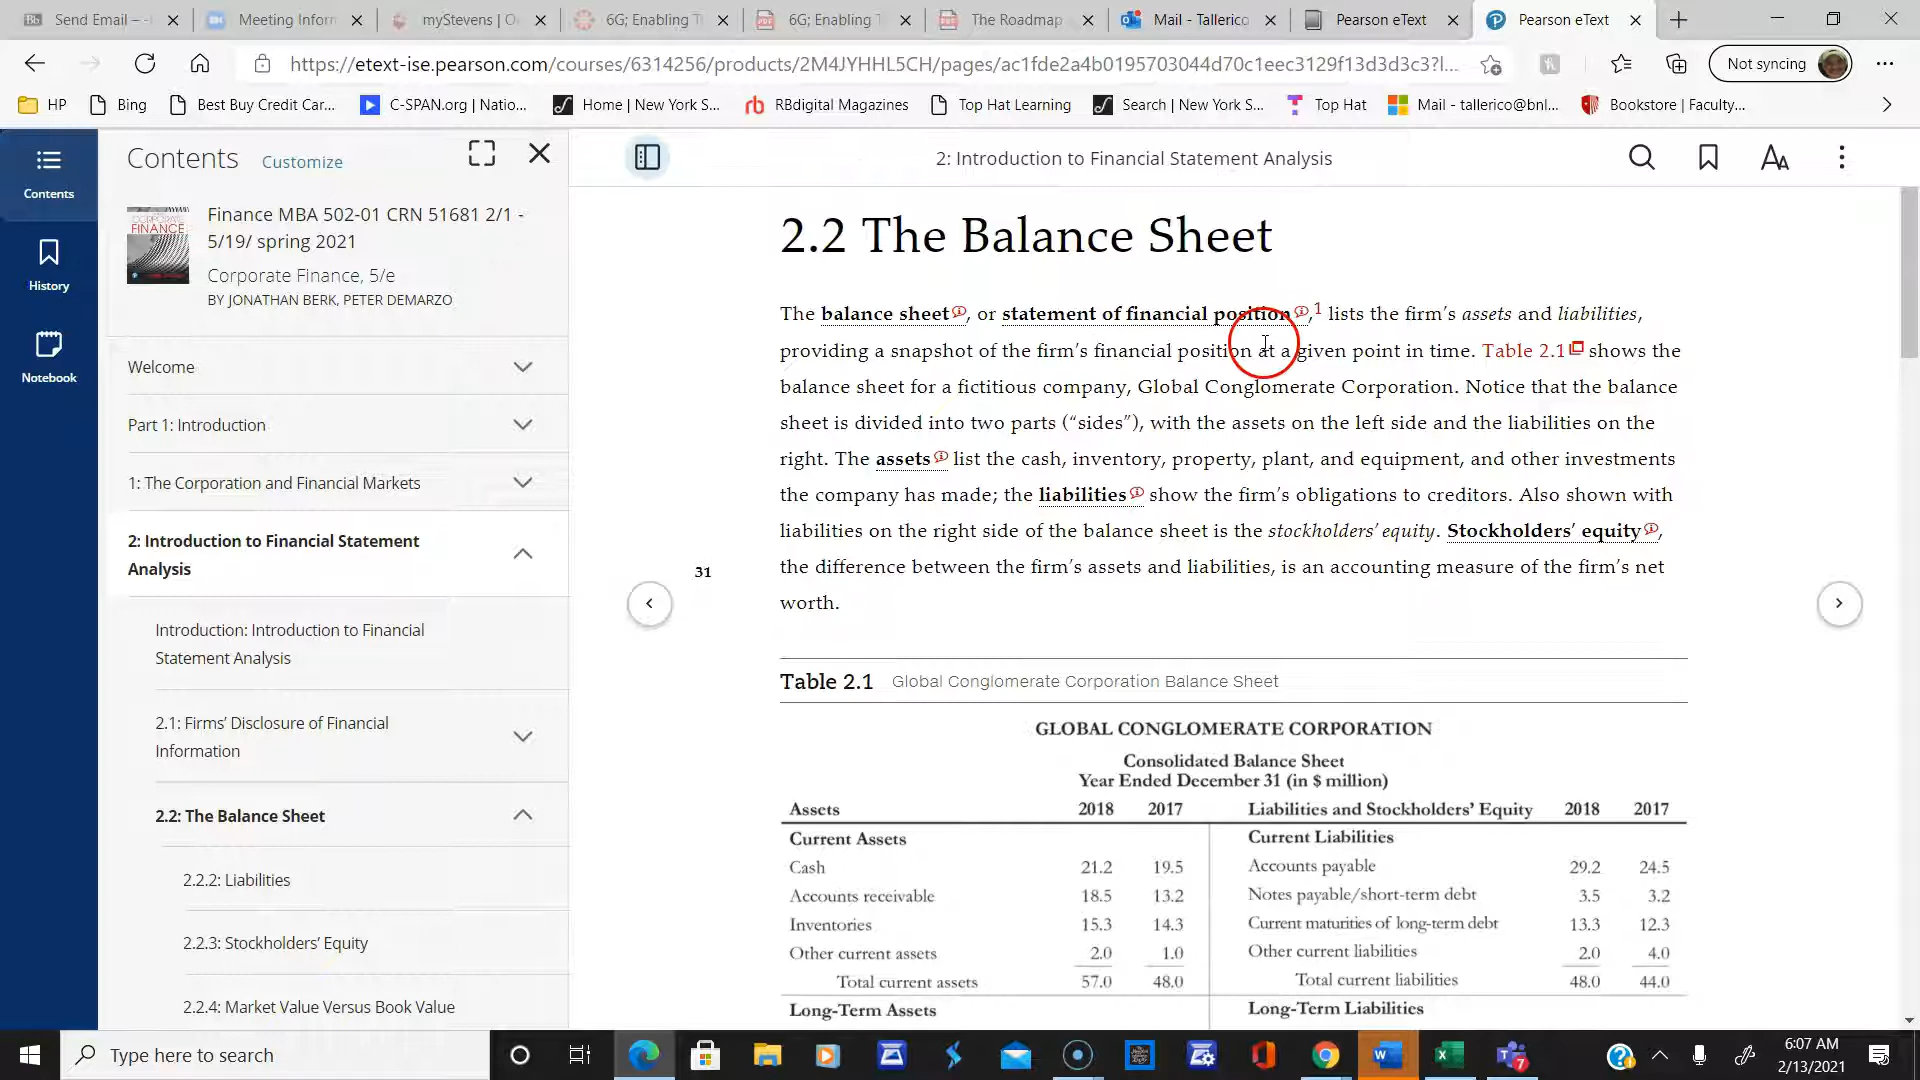 Send Email – -
Meeting Inforn
myStevens | O
6G; Enabling T
6G; Enabling T
The Roadmap
Mail - Tallerico
Pearson eText
Pearson eText
https://etext-ise.pearson.com/courses/6314256/products/2M4JYHHL5CH/pages/ac1fde2a4b0195703044d70c1eec3129f13d3d3c3?l...
Not syncing
HP
Bing
Best Buy Credit Car...
C-SPAN.org | Natio...
Home | New York S...
RBdigital Magazines
Top Hat Learning
Search | New York S...
Top Hat
Mail - tallerico@bnl...
Bookstore | Faculty...
Contents
History
Notebook
Contents Customize
CORPORATE
FINANCE
Finance MBA 502-01 CRN 51681 2/1 -
5/19/ spring 2021
Corporate Finance, 5/e
BY JONATHAN BERK, PETER DEMARZO
Welcome
Part 1: Introduction
1: The Corporation and Financial Markets
2: Introduction to Financial Statement
Analysis
Introduction: Introduction to Financial
Statement Analysis
2.1: Firms’ Disclosure of Financial
Information
2.2: The Balance Sheet
2.2.2: Liabilities
2.2.3: Stockholders’ Equity
2.2.4: Market Value Versus Book Value
2: Introduction to Financial Statement Analysis
2.2 The Balance Sheet
The balance sheet, or statement of financial position,1 lists the firm’s assets and liabilities,
providing a snapshot of the firm’s financial position at a given point in time. Table 2.1 shows the
balance sheet for a fictitious company, Global Conglomerate Corporation. Notice that the balance
sheet is divided into two parts (“sides”), with the assets on the left side and the liabilities on the
right. The assets list the cash, inventory, property, plant, and equipment, and other investments
the company has made; the liabilities show the firm’s obligations to creditors. Also shown with
liabilities on the right side of the balance sheet is the stockholders’ equity. Stockholders’ equity,
31
the difference between the firm’s assets and liabilities, is an accounting measure of the firm’s net
worth.
Table 2.1 Global Conglomerate Corporation Balance Sheet
GLOBAL CONGLOMERATE CORPORATION
Consolidated Balance Sheet
Year Ended December 31 (in $ million)
Assets 2018 2017 Liabilities and Stockholders’ Equity 2018 2017
Current Assets Current Liabilities
Cash 21.2 19.5 Accounts payable 29.2 24.5
Accounts receivable 18.5 13.2 Notes payable/short-term debt 3.5 3.2
Inventories 15.3 14.3 Current maturities of long-term debt 13.3 12.3
Other current assets 2.0 1.0 Other current liabilities 2.0 4.0
Total current assets 57.0 48.0 Total current liabilities 48.0 44.0
Long-Term Assets Long-Term Liabilities
Type here to search
7
6:07 AM
2/13/2021